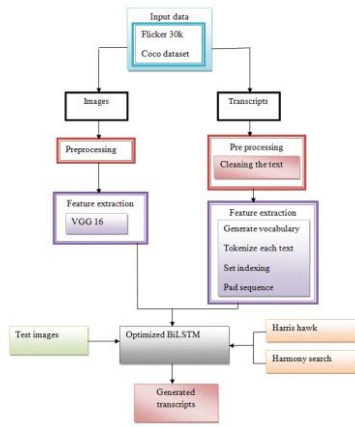 Input data
Flicker 30k
Coco dataset
Images
Transcripts
Preprocessing
Pre processing
Cleaning the text
Feature extraction
VGG 16
Feature extraction
Generate vocabulary
Tokenize each text
Set indexing
Pad sequence
Test images
Optimized BiLSTM
Harris hawk
Harmony search
Generated
transcripts